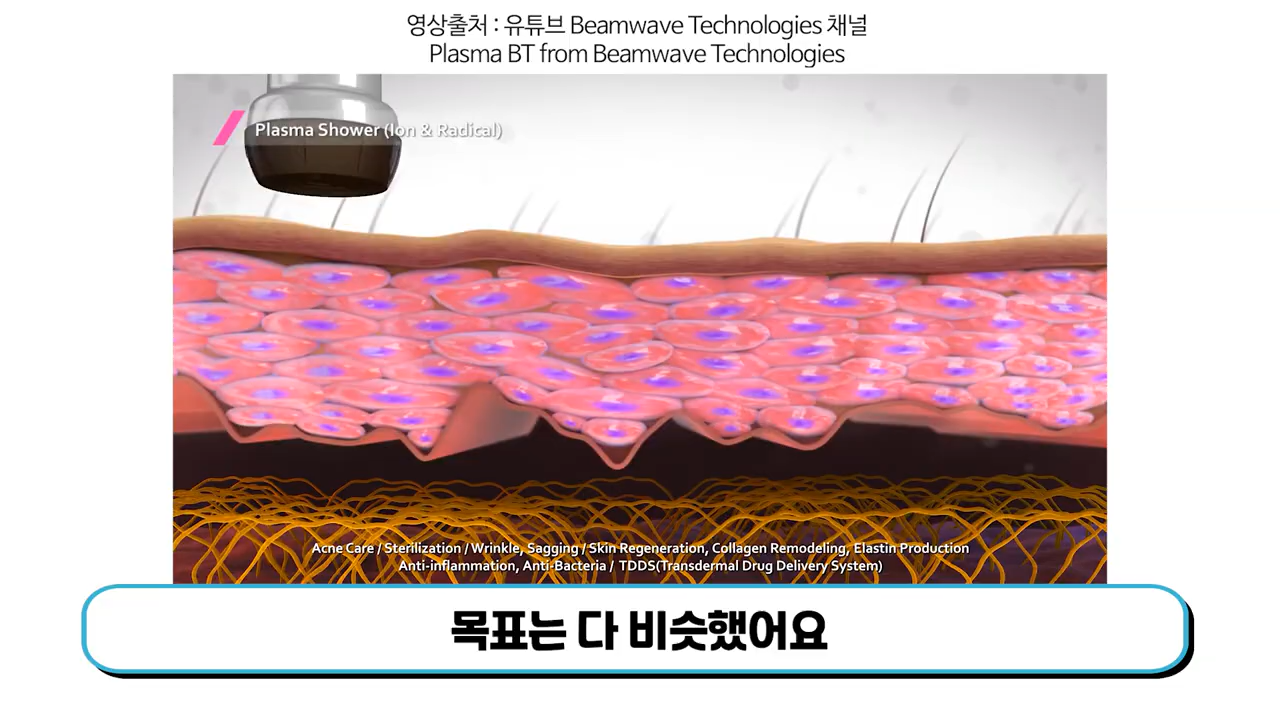 영상출처 : 유튜브 Beamwave Technologies 채널
Plasma BT from Beamwave Technologies
Plasma Shower (Ion & Radical)
Acne Care / Sterilization / Wrinkle, Sagging / Skin Regeneration, Collagen Remodeling, Elastin Production
Anti-inflammation, Anti-Bacteria / TDDS(Transdermal Drug Delivery System)
목표는 다 비슷했어요